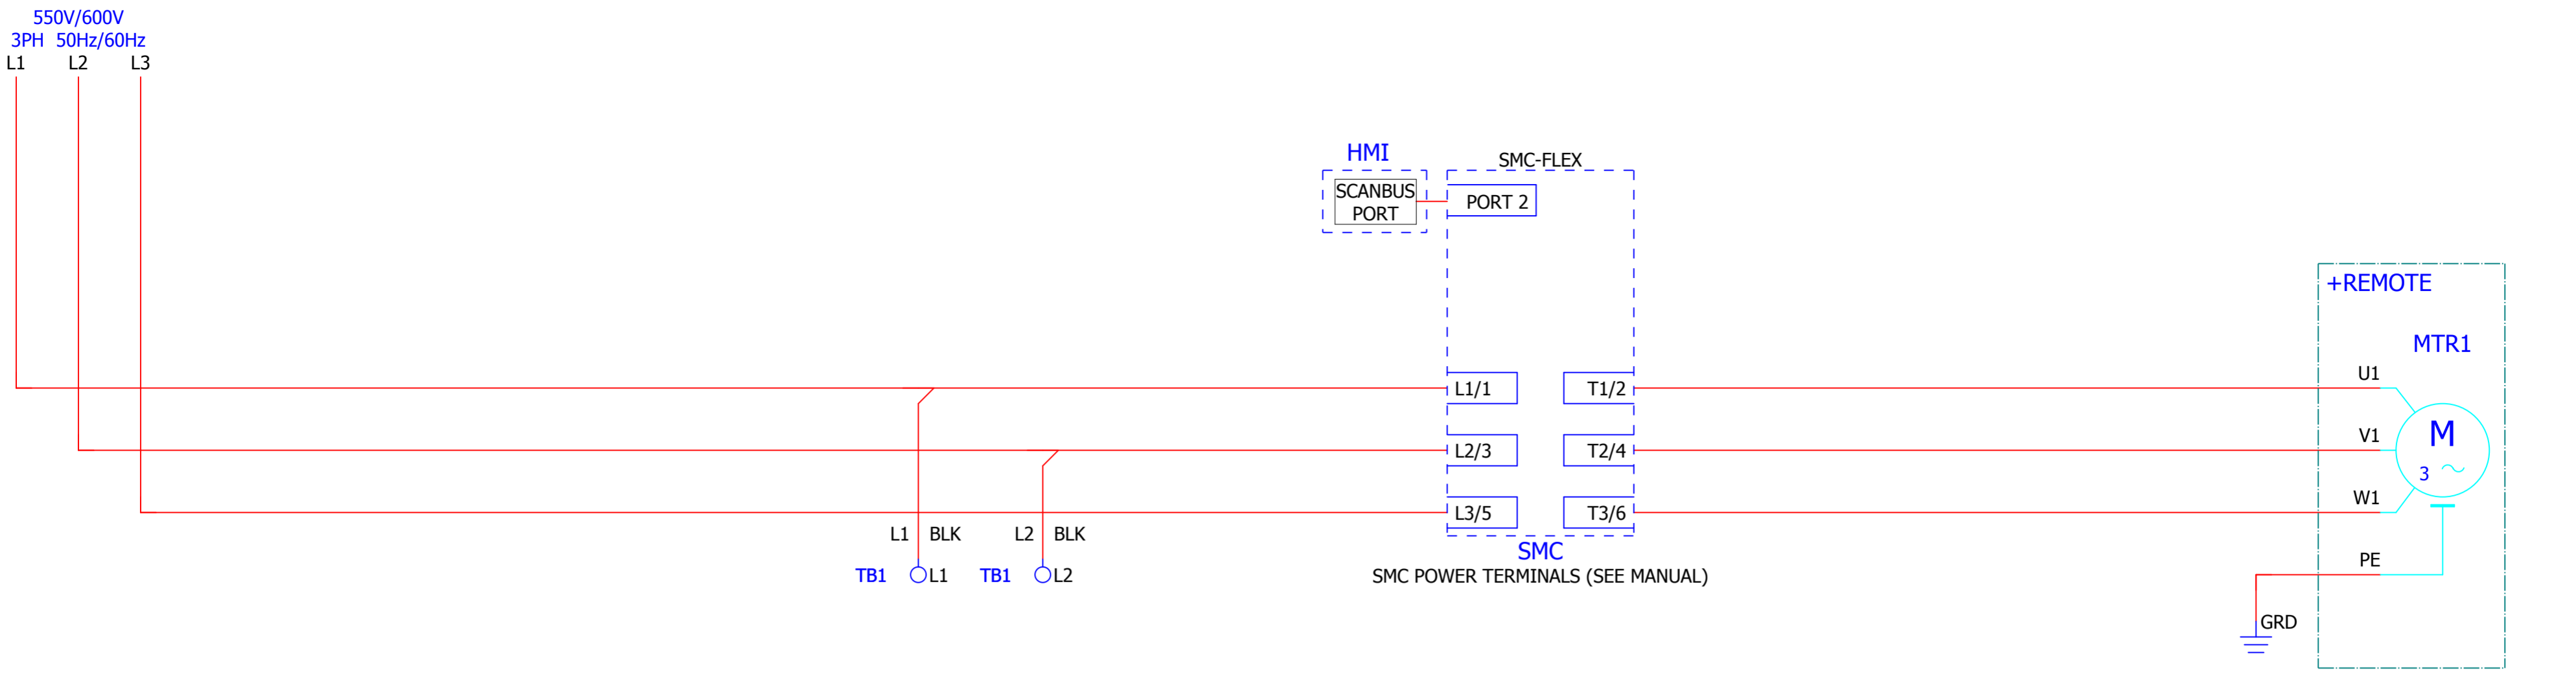 550V/600V
3PH 50Hz/60Hz
L1 L2 L3
HMI
SCANBUS
PORT
SMC-FLEX
PORT 2
+REMOTE
MTR1
L1/1 T1/2
U1
L2/3 T2/4
V1
M
3
L3/5 T3/6
W1
L1 BLK L2 BLK
TB1 L1 TB1 L2
SMC
SMC POWER TERMINALS (SEE MANUAL)
PE
GRD